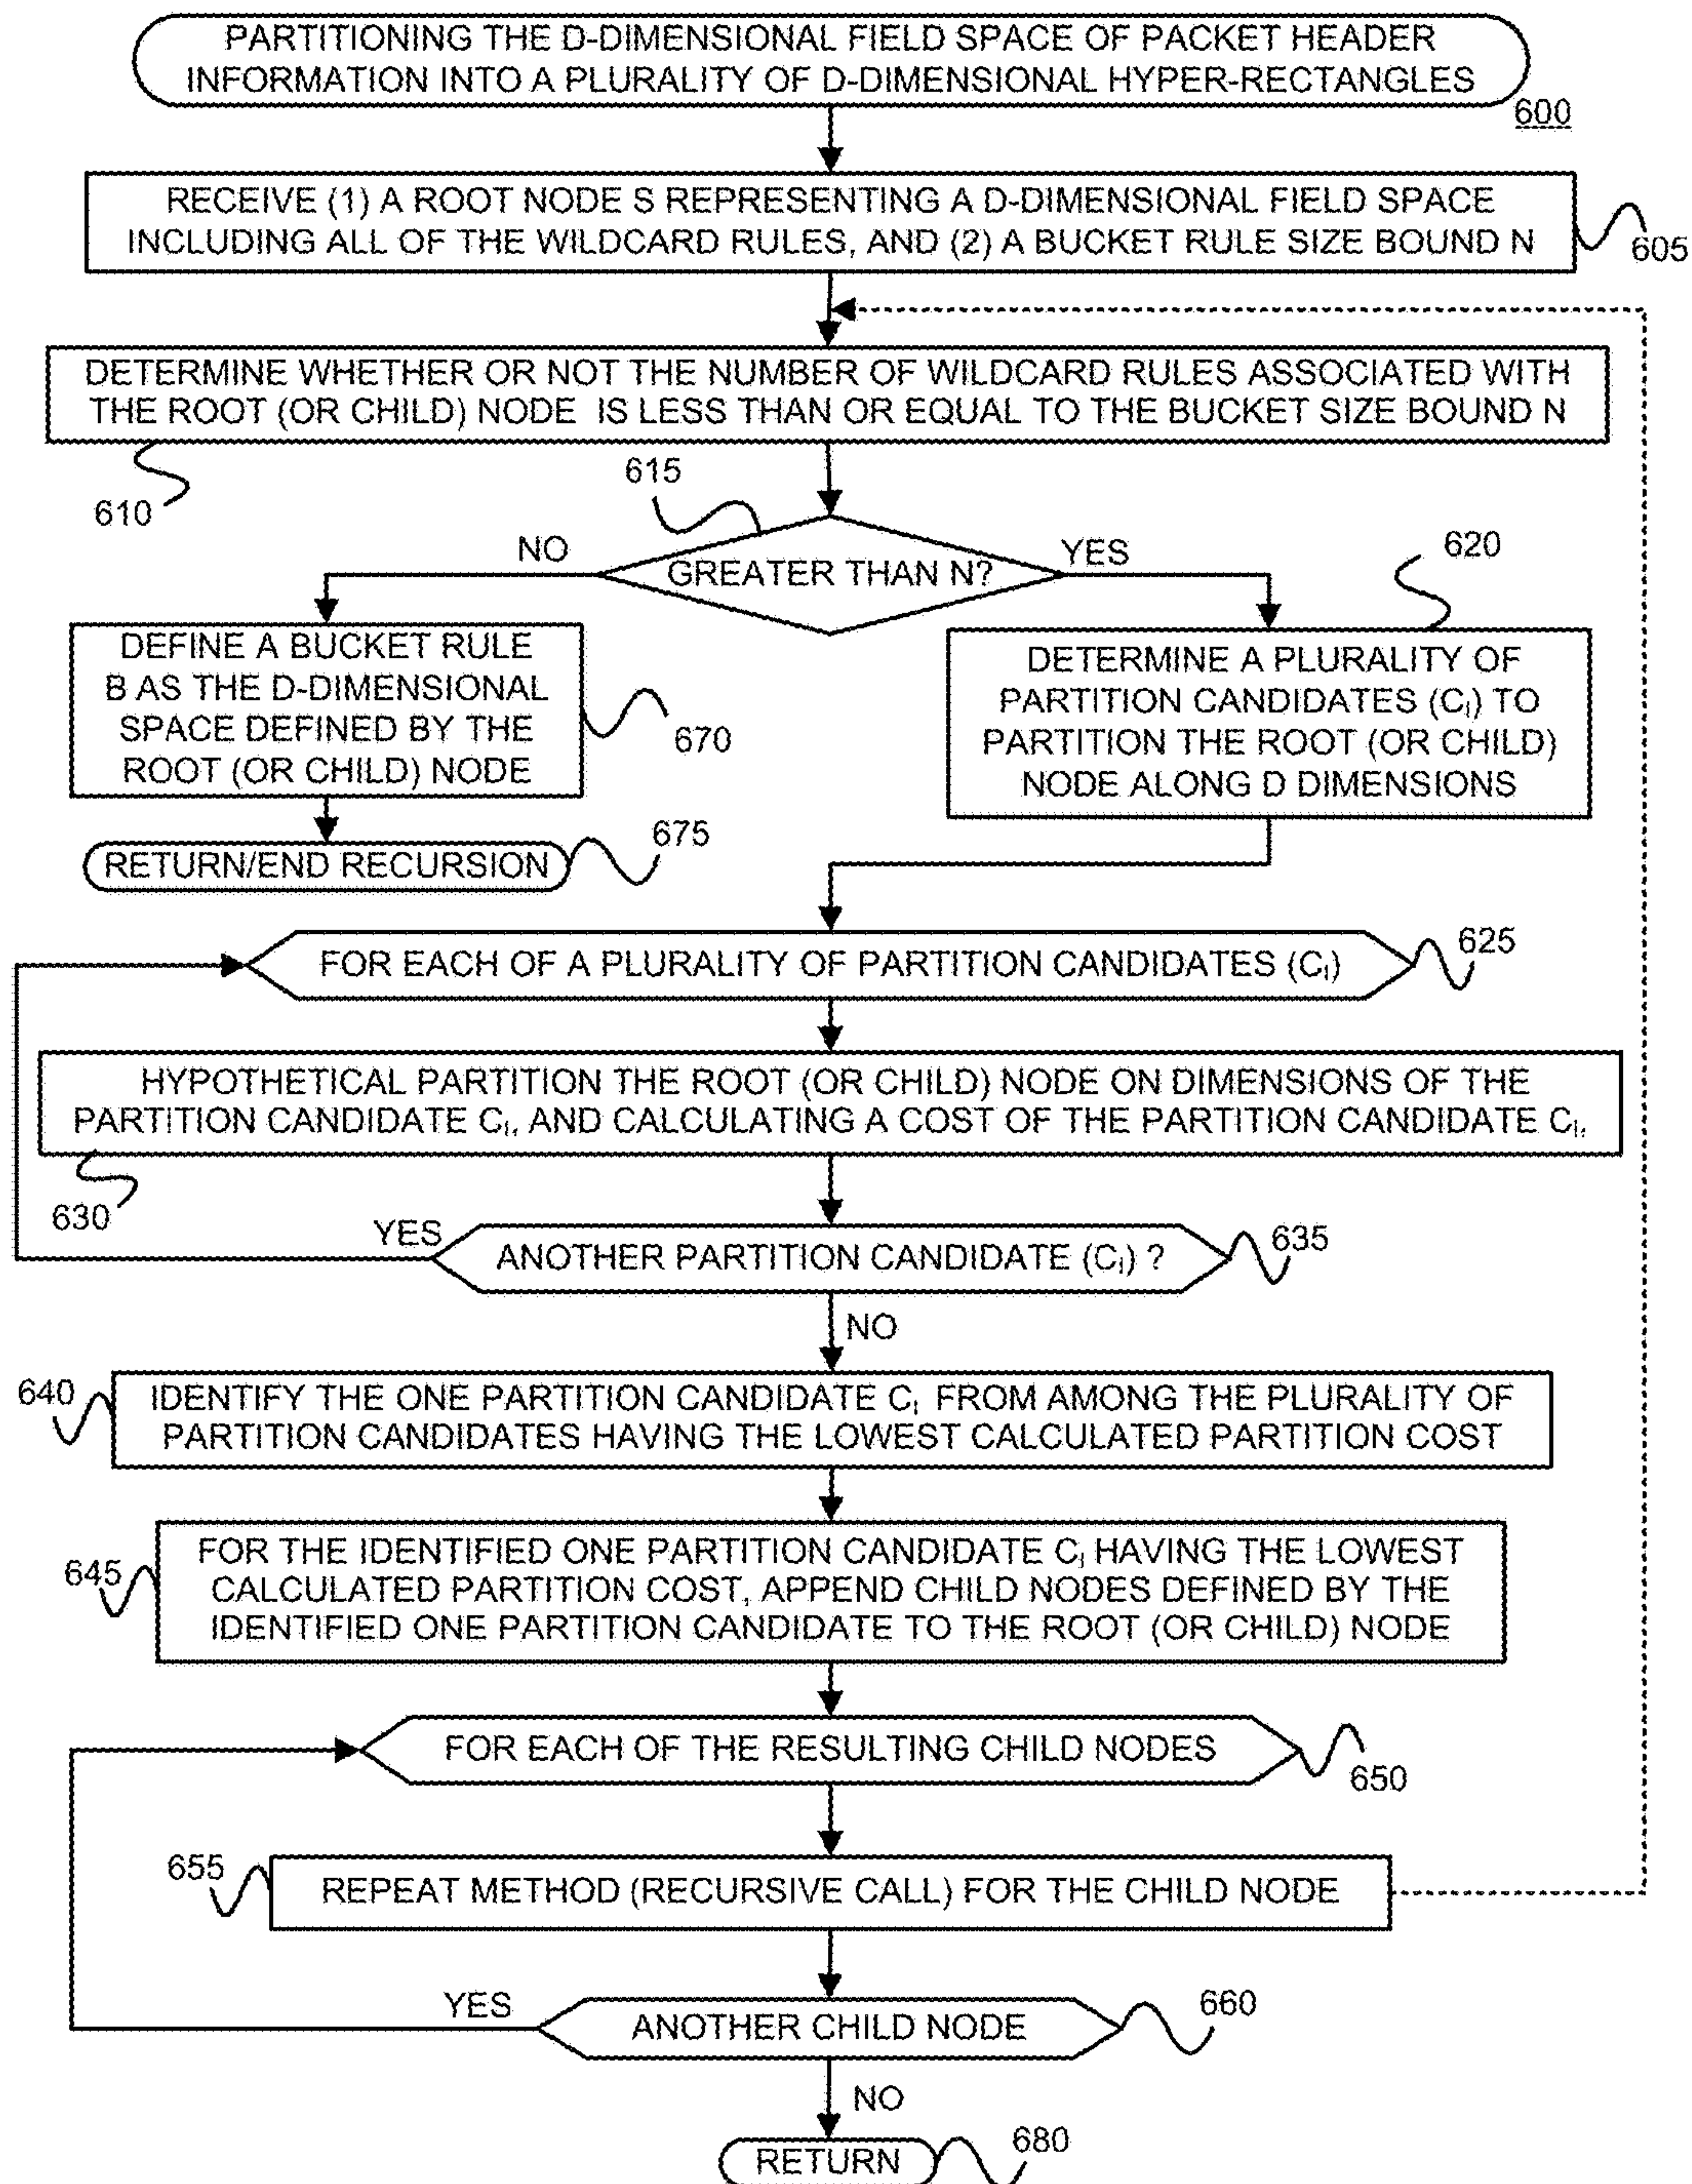 PARTITIONING THE D-DIMENSIONAL FIELD SPACE OF PACKET HEADER
INFORMATION INTO A PLURALITY OF D-DIMENSIONAL HYPER-RECTANGLES
600
RECEIVE (1) A ROOT NODE S REPRESENTING A D-DIMENSIONAL FIELD SPACE
INCLUDING ALL OF THE WILDCARD RULES, AND (2) A BUCKET RULE SIZE BOUND N
605
DETERMINE WHETHER OR NOT THE NUMBER OF WILDCARD RULES ASSOCIATED WITH
THE ROOT (OR CHILD) NODE IS LESS THAN OR EQUAL TO THE BUCKET SIZE BOUND N
610
615
NO
GREATER THAN N?
YES
620
DEFINE A BUCKET RULE
B AS THE D-DIMENSIONAL
SPACE DEFINED BY THE
ROOT (OR CHILD) NODE
670
DETERMINE A PLURALITY OF
PARTITION CANDIDATES (CI) TO
PARTITION THE ROOT (OR CHILD)
NODE ALONG D DIMENSIONS
RETURN/END RECURSION
675
FOR EACH OF A PLURALITY OF PARTITION CANDIDATES (CI)
625
HYPOTHETICAL PARTITION THE ROOT (OR CHILD) NODE ON DIMENSIONS OF THE
PARTITION CANDIDATE CI, AND CALCULATING A COST OF THE PARTITION CANDIDATE CI,
630
YES
ANOTHER PARTITION CANDIDATE (CI) ?
635
NO
640
IDENTIFY THE ONE PARTITION CANDIDATE CI FROM AMONG THE PLURALITY OF
PARTITION CANDIDATES HAVING THE LOWEST CALCULATED PARTITION COST
645
FOR THE IDENTIFIED ONE PARTITION CANDIDATE CI HAVING THE LOWEST
CALCULATED PARTITION COST, APPEND CHILD NODES DEFINED BY THE
IDENTIFIED ONE PARTITION CANDIDATE TO THE ROOT (OR CHILD) NODE
FOR EACH OF THE RESULTING CHILD NODES
650
655
REPEAT METHOD (RECURSIVE CALL) FOR THE CHILD NODE
YES
ANOTHER CHILD NODE
660
NO
RETURN
680